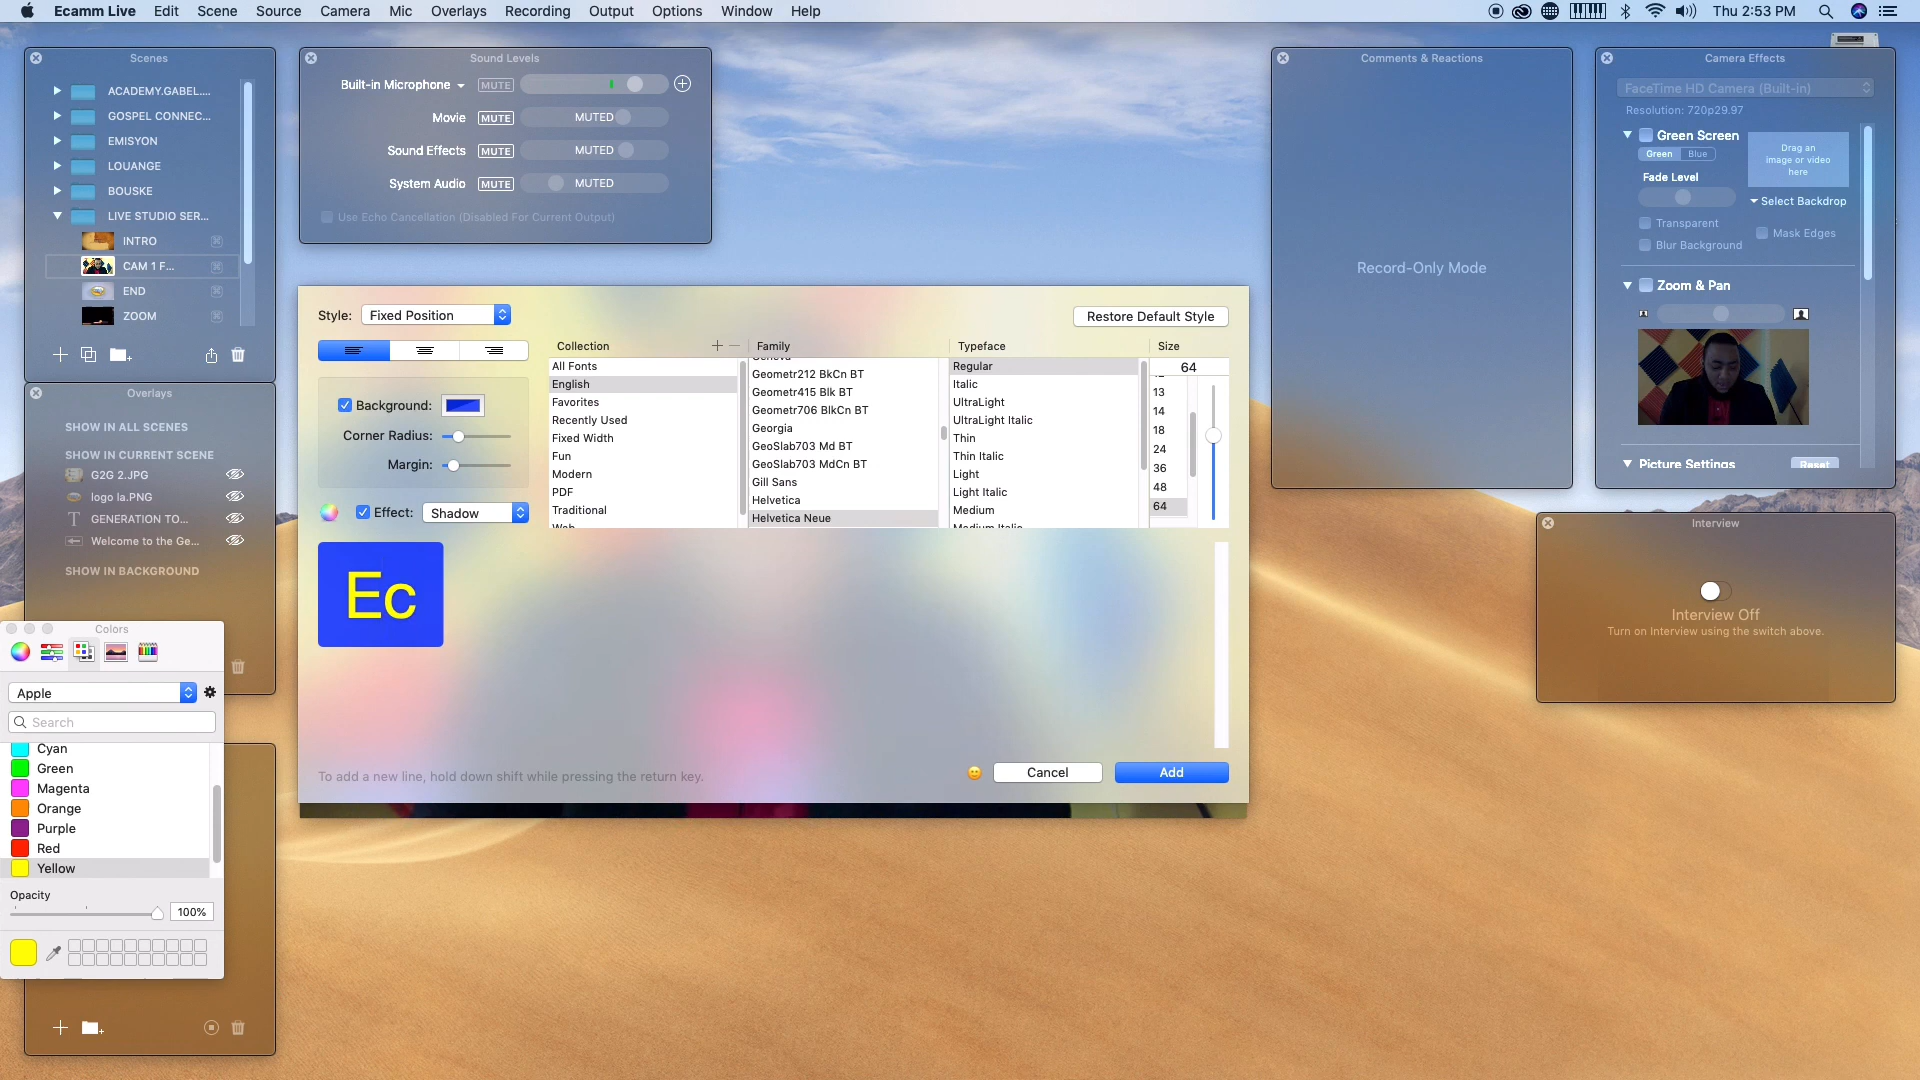 Ecamm Live Edit Scene Source Camera Mic Overlays Recording Output Options Window Help
Thu 2:53 PM
Scenes
ACADEMY.GABEL....
GOSPEL CONNEC...
EMISYON
LOUANGE
BOUSKE
LIVE STUDIO SER...
INTRO
CAM 1 F...
END
ZOOM
Overlays
SHOW IN ALL SCENES
SHOW IN CURRENT SCENE
G2G 2.JPG
logo la.PNG
GENERATION TO...
Welcome to the Ge...
SHOW IN BACKGROUND
Colors
Apple
Search
Cyan
Green
Magenta
Orange
Purple
Red
Yellow
Opacity
100%
Sound Levels
Built-in Microphone MUTE
Movie MUTE MUTED
Sound Effects MUTE MUTED
System Audio MUTE MUTED
Use Echo Cancellation (Disabled For Current Output)
Style: Fixed Position
Restore Default Style
Background:
Corner Radius:
Margin:
Effect: Shadow
Collection
All Fonts
English
Favorites
Recently Used
Fixed Width
Fun
Modern
PDF
Traditional
Web
Family
Geneva
Geometr212 BkCn BT
Geometr415 Blk BT
Geometr706 BlkCn BT
Georgia
GeoSlab703 Md BT
GeoSlab703 MdCn BT
Gill Sans
Helvetica
Helvetica Neue
Typeface
Regular
Italic
UltraLight
UltraLight Italic
Thin
Thin Italic
Light
Light Italic
Medium
Medium Italic
Size
64
12
13
14
18
24
36
48
64
Ec
To add a new line, hold down shift while pressing the return key.
Cancel
Add
Comments & Reactions
Record-Only Mode
Camera Effects
FaceTime HD Camera (Built-in)
Resolution: 720p29.97
Green Screen
Green Blue
Drag an
image or video
here
Fade Level
Select Backdrop
Transparent
Mask Edges
Blur Background
Zoom & Pan
Picture Settings
Reset
Interview
Interview Off
Turn on Interview using the switch above.